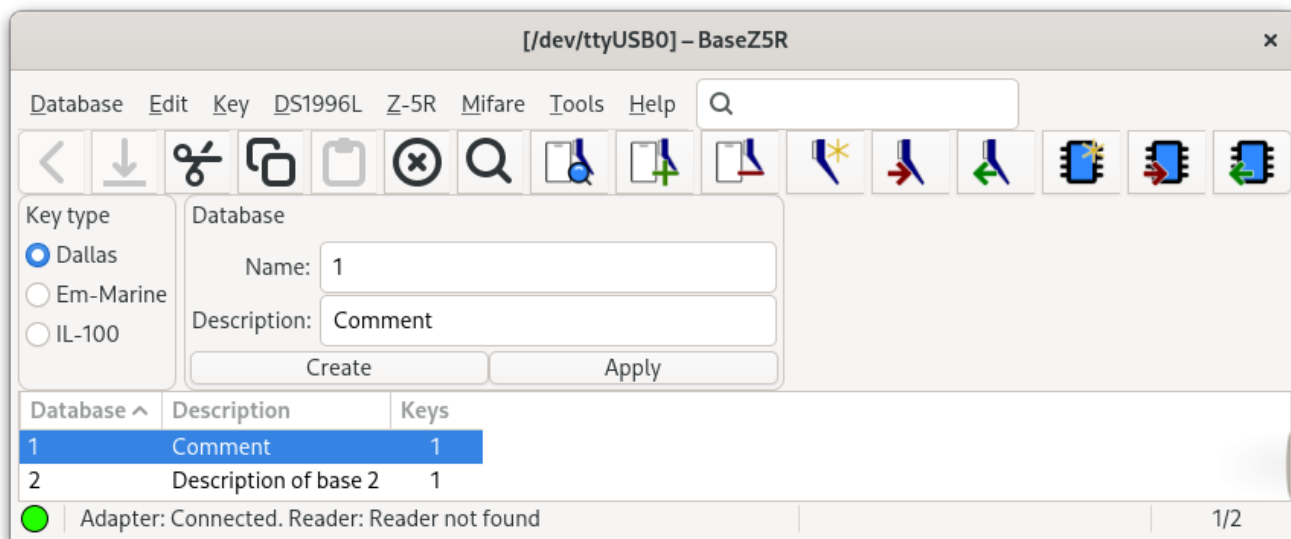 [/dev/ttyUSB0] – BaseZ5R
Database Edit Key DS1996L Z-5R Mifare Tools Help
Key type
Dallas
Em-Marine
IL-100
Database
Name: 1
Description: Comment
Create Apply
Database Description Keys
1 Comment 1
2 Description of base 2 1
Adapter: Connected. Reader: Reader not found 1/2